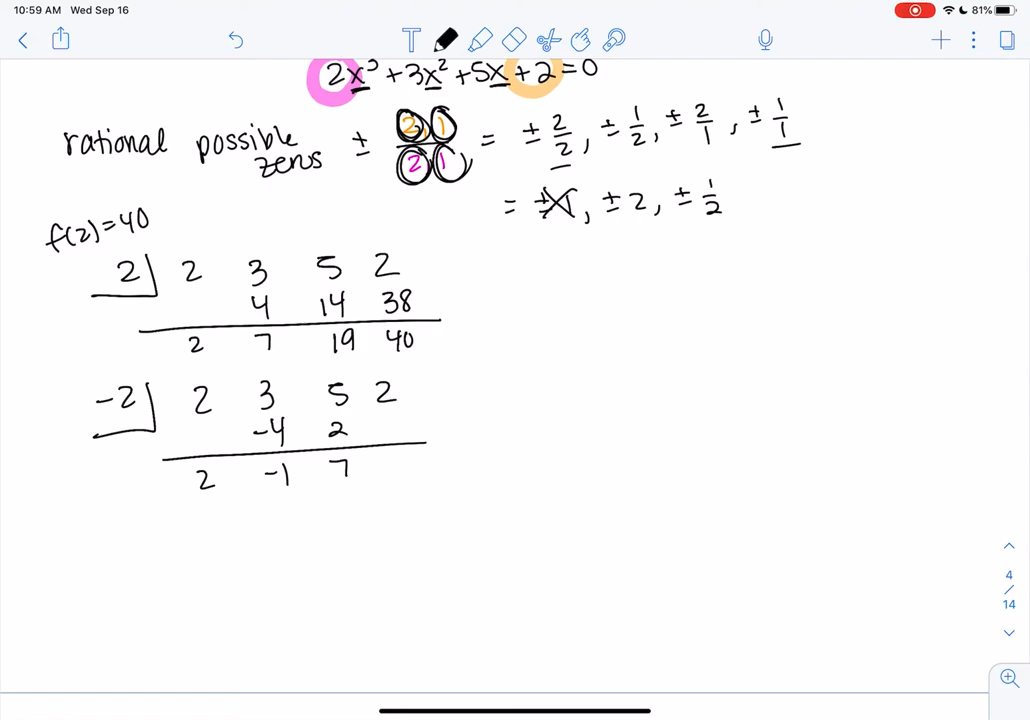 10:59 AM Wed Sep 16
81%
2x³ +3x² +5x +2 =0
rational possible zeros ± 2, 1 / 2, 1 = ± 2/2, ± 1/2, ± 2/1, ± 1/1
= ±1, ±2, ± 1/2
f(2)=40
2 2 3 5 2
4 14 38
2 7 19 40
-2 2 3 5 2
-4 2
2 -1 7
4
/
14